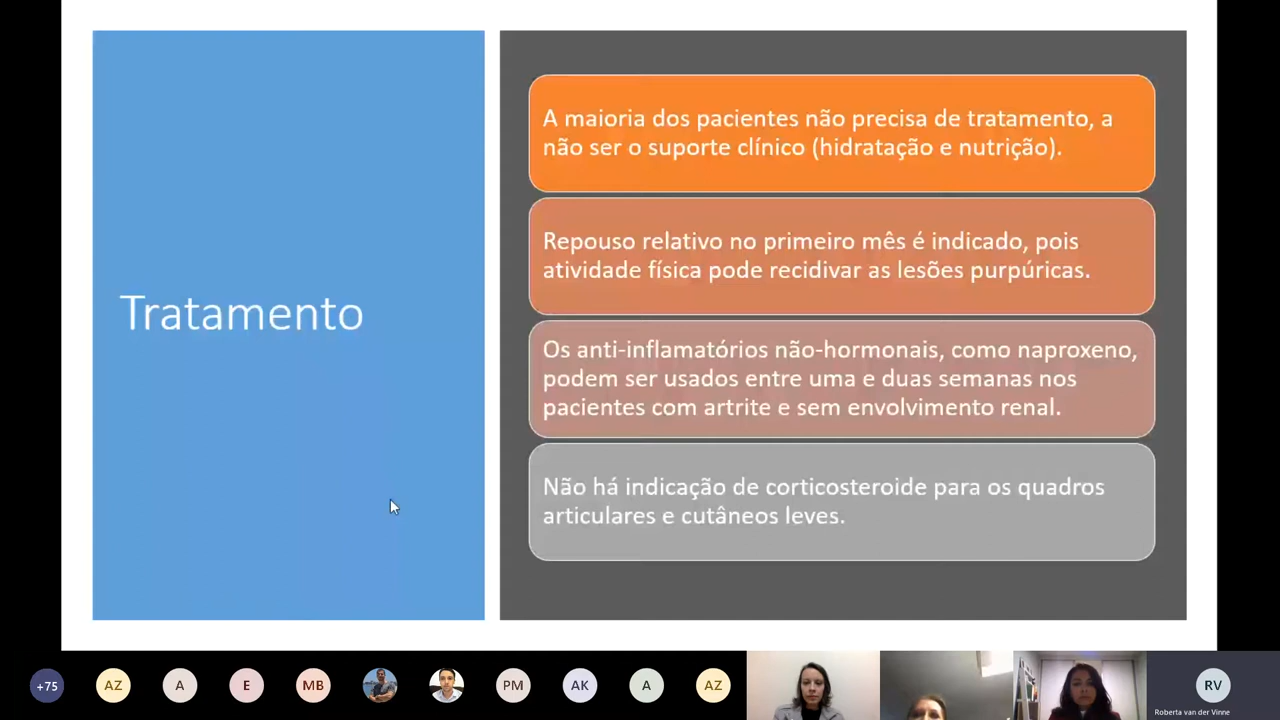 Tratamento
A maioria dos pacientes não precisa de tratamento, a
não ser o suporte clínico (hidratação e nutrição).
Repouso relativo no primeiro mês é indicado, pois
atividade física pode recidivar as lesões purpúricas.
Os anti-inflamatórios não-hormonais, como naproxeno,
podem ser usados entre uma e duas semanas nos
pacientes com artrite e sem envolvimento renal.
Não há indicação de corticosteroide para os quadros
articulares e cutâneos leves.
+75
AZ
A
E
MB
PM
AK
A
AZ
RV
Roberta van der Vinne